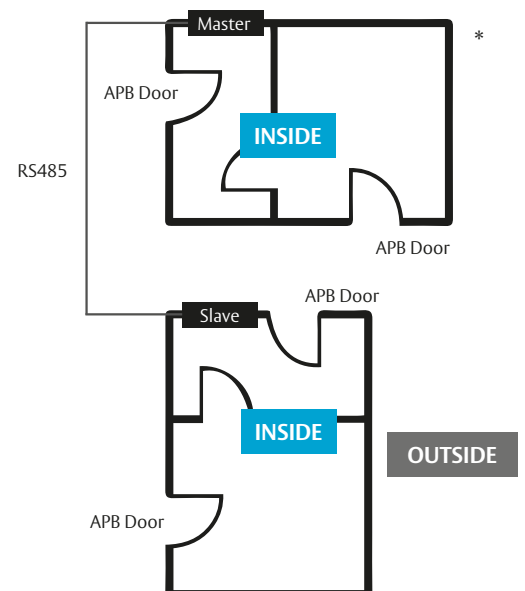 Master
*
APB Door
INSIDE
RS485
APB Door
APB Door
Slave
INSIDE
OUTSIDE
APB Door